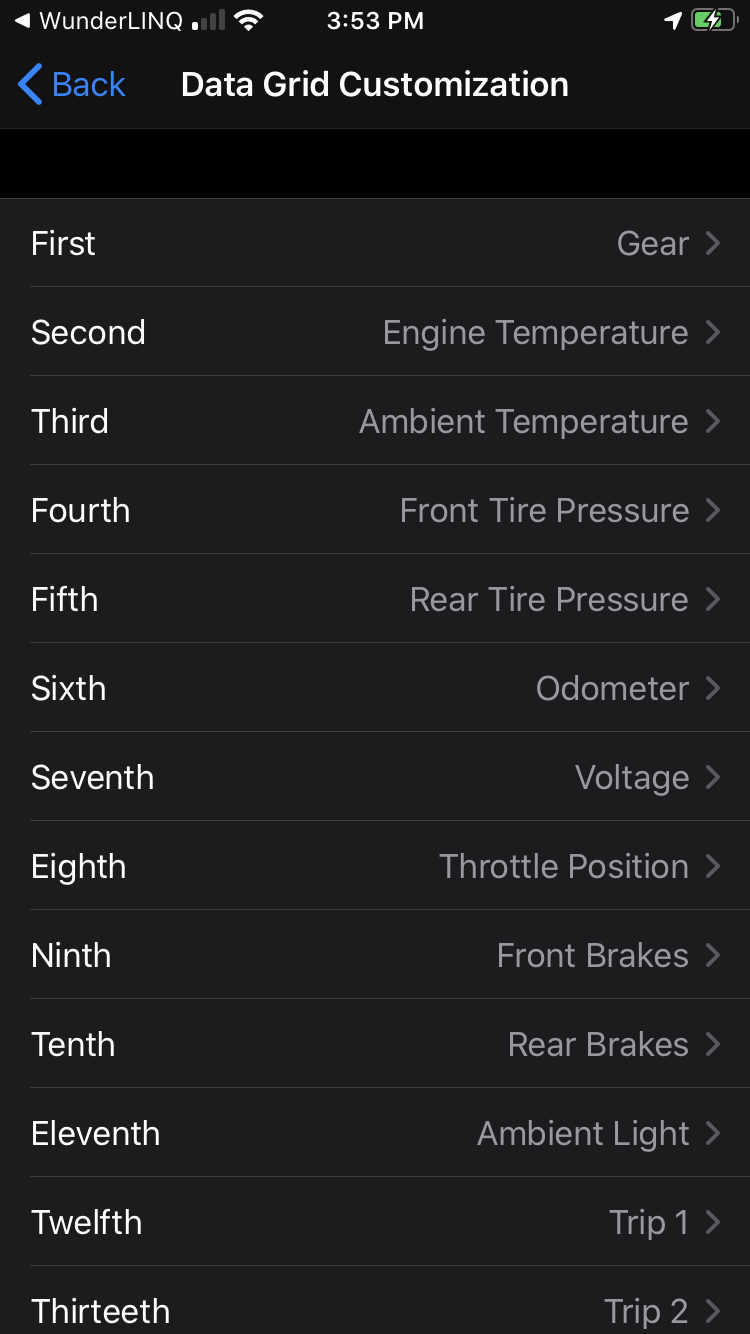 WunderLINQ 3:53 PM
Back Data Grid Customization
First Gear
Second Engine Temperature
Third Ambient Temperature
Fourth Front Tire Pressure
Fifth Rear Tire Pressure
Sixth Odometer
Seventh Voltage
Eighth Throttle Position
Ninth Front Brakes
Tenth Rear Brakes
Eleventh Ambient Light
Twelfth Trip 1
Thirteeth Trip 2